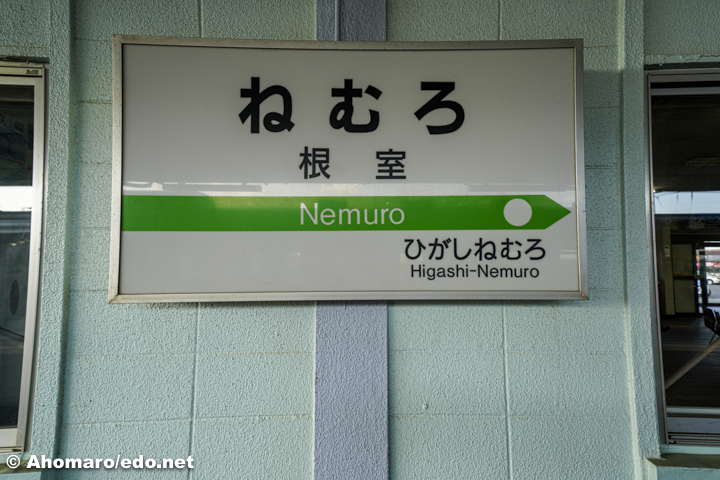 ねむろ
根室
Nemuro
ひがしねむろ
Higashi-Nemuro
© Ahomaro/edo.net